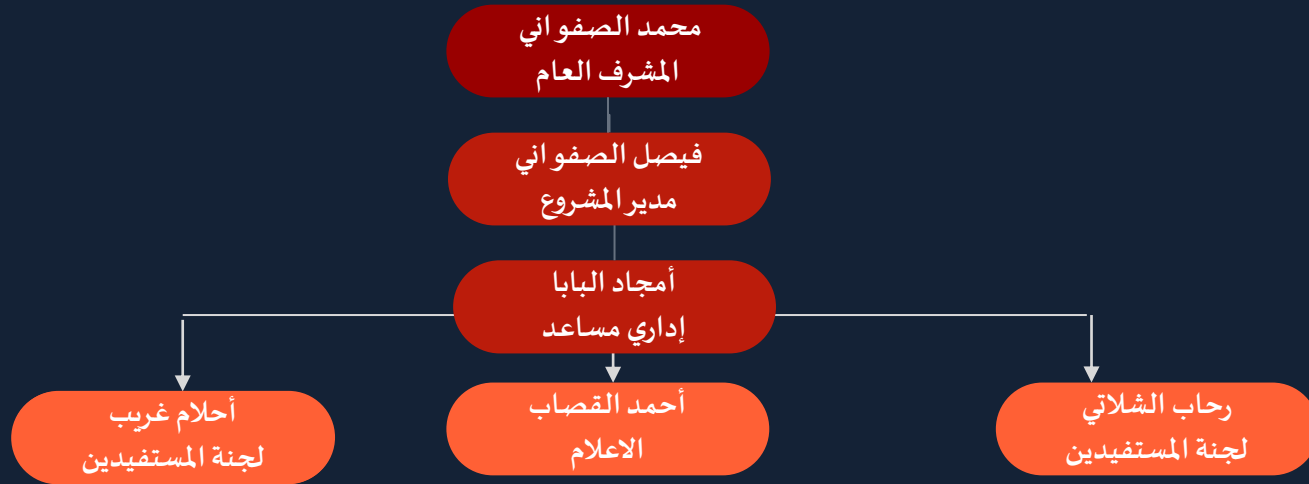 محمد الصفواني
المشرف العام
فيصل الصفواني
مدير المشروع
أمجاد البابا
إداري مساعد
رحاب الشلاتي
لجنة المستفيدين
أحمد القصاب
الاعلام
أحلام غريب
لجنة المستفيدين